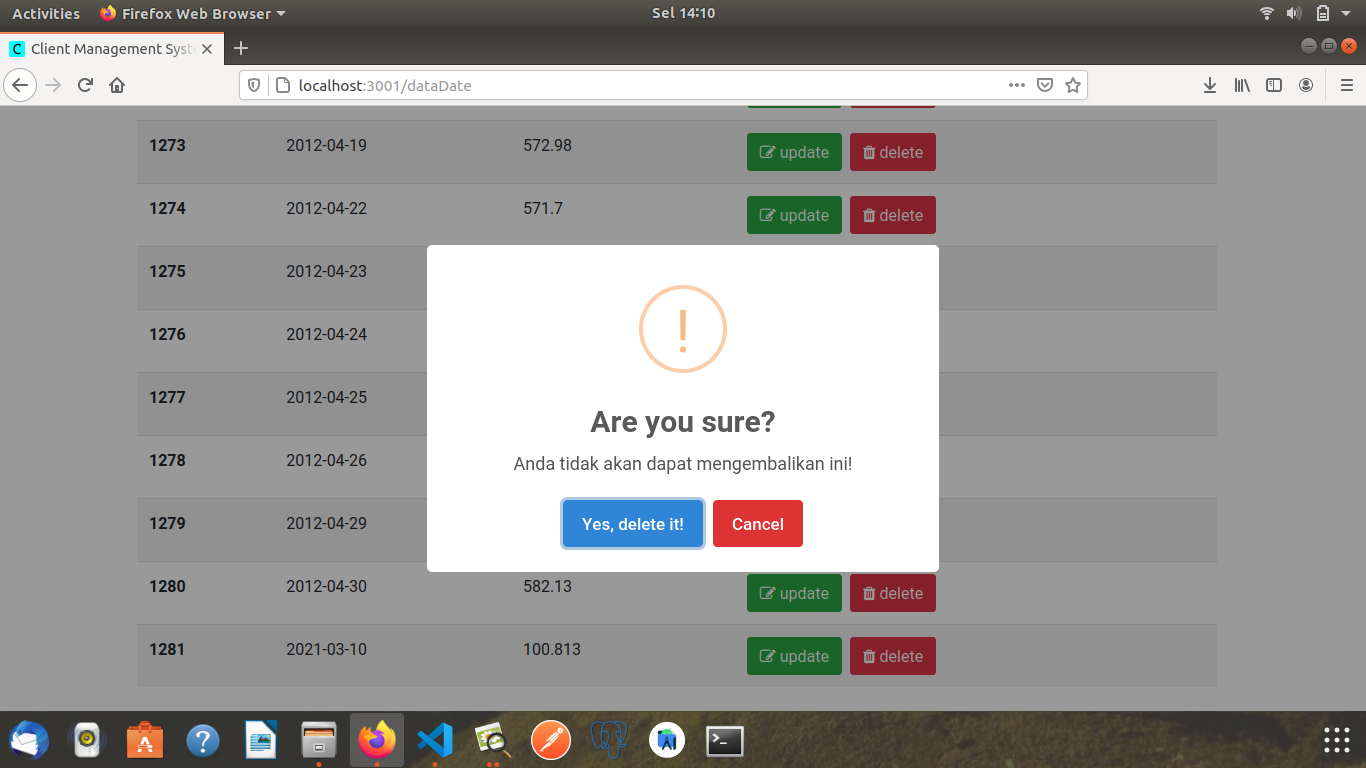 Activities Firefox Web Browser Sel 14:10
C Client Management Syst
localhost:3001/dataDate
1273 2012-04-19 572.98 update delete
1274 2012-04-22 571.7 update delete
1275 2012-04-23
1276 2012-04-24
1277 2012-04-25
1278 2012-04-26
1279 2012-04-29
Are you sure?
Anda tidak akan dapat mengembalikan ini!
Yes, delete it! Cancel
1280 2012-04-30 582.13 update delete
1281 2021-03-10 100.813 update delete